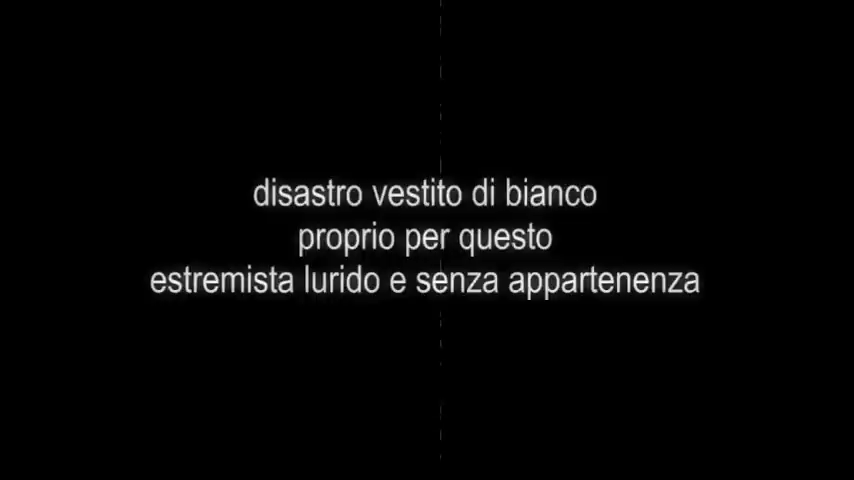 disastro vestito di bianco
proprio per questo
estremista lurido e senza appartenenza